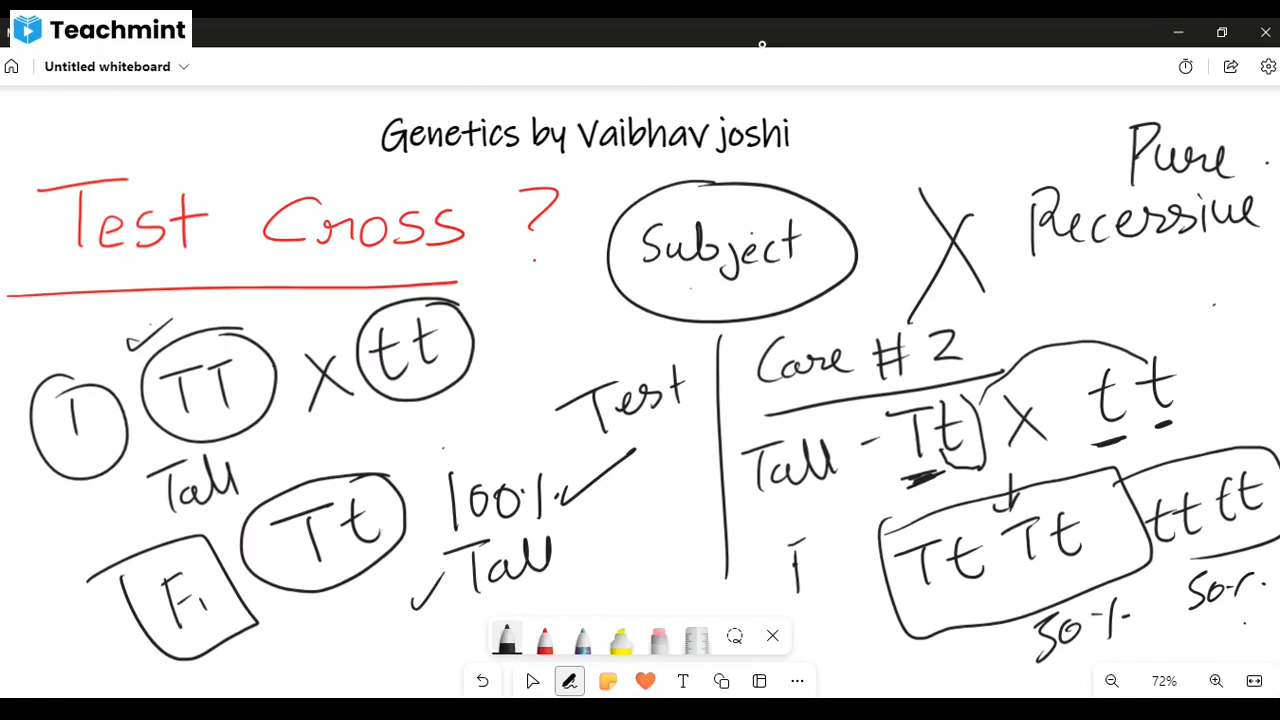 Teachmint
Untitled whiteboard
Genetics by Vaibhav joshi
Pure
Recessive
Test Cross ?
Subject X
1 TT X tt
Tall
F1 Tt 100%
Tall
Test
Case # 2
Tall - Tt X tt
T
Tt Tt tt tt
50% 50%
72%